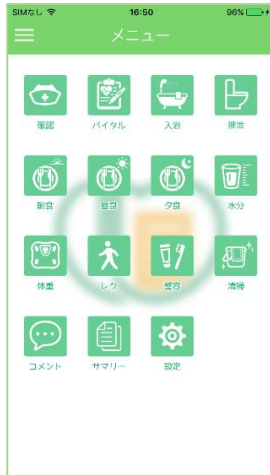 SIMなし 16:50 96%
メニュー
確認 バイタル 入浴 排泄
朝食 昼食 夕食 水分
体重 レク 整容 清掃
コメント サマリー 設定